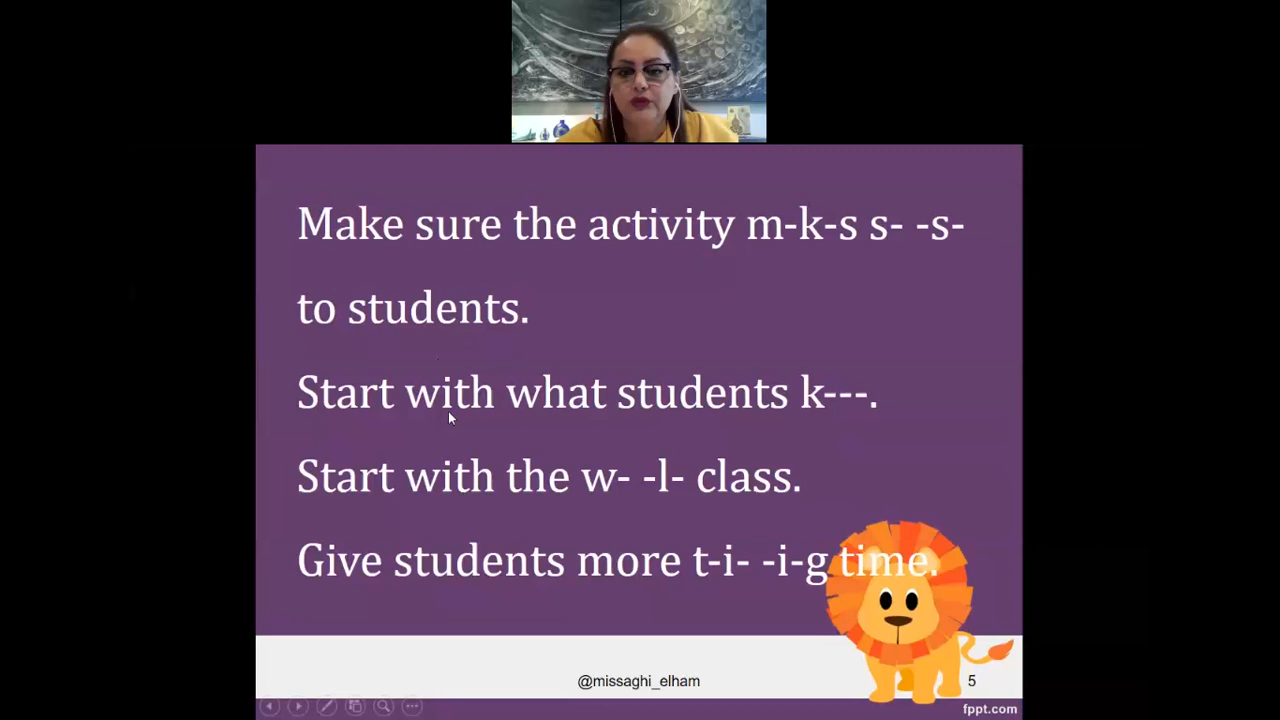 Make sure the activity m-k-s s- -s-
to students.
Start with what students k---.
Start with the w- -l- class.
Give students more t-i- -i-g time.
@missaghi_elham
5
fppt.com